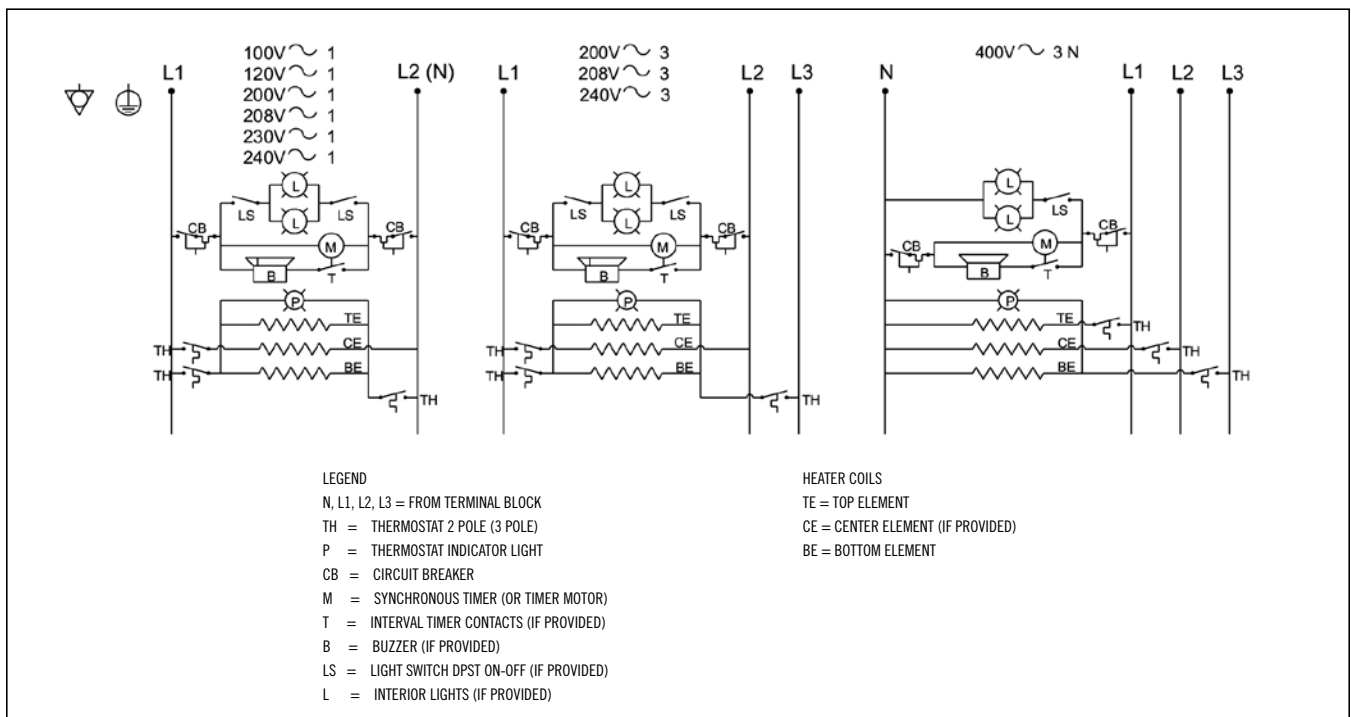 100V 1
120V 1
200V 1
208V 1
230V 1
240V 1
L1
L2 (N)
L
L
LS
LS
CB
CB
M
B
T
P
TE
TH
CE
TH
BE
TH
200V 3
208V 3
240V 3
L1
L2
L3
L
L
LS
LS
CB
CB
M
B
T
P
TE
TH
CE
TH
BE
TH
400V 3 N
N
L1
L2
L3
L
L
LS
CB
CB
M
B
T
P
TE
TH
CE
TH
BE
TH
LEGEND
N, L1, L2, L3 = FROM TERMINAL BLOCK
TH = THERMOSTAT 2 POLE (3 POLE)
P = THERMOSTAT INDICATOR LIGHT
CB = CIRCUIT BREAKER
M = SYNCHRONOUS TIMER (OR TIMER MOTOR)
T = INTERVAL TIMER CONTACTS (IF PROVIDED)
B = BUZZER (IF PROVIDED)
LS = LIGHT SWITCH DPST ON-OFF (IF PROVIDED)
L = INTERIOR LIGHTS (IF PROVIDED)
HEATER COILS
TE = TOP ELEMENT
CE = CENTER ELEMENT (IF PROVIDED)
BE = BOTTOM ELEMENT